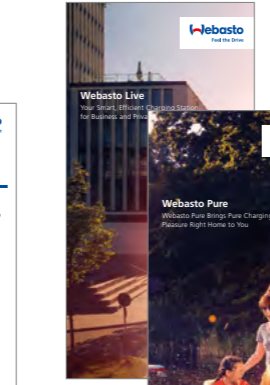 Webasto
Feel the Drive
Webasto Live
Your Smart, Efficient Charging Station
for Business and Priva
Webasto Pure
Webasto Pure Brings Pure Charging
Pleasure Right Home to You